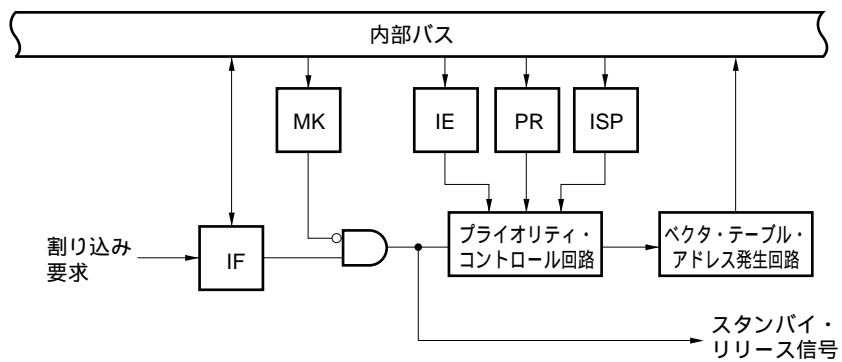 内部バス
MK
IE
PR
ISP
割り込み
要求
IF
プライオリティ・
コントロール回路
ベクタ・テーブル・
アドレス発生回路
スタンバイ・
リリース信号